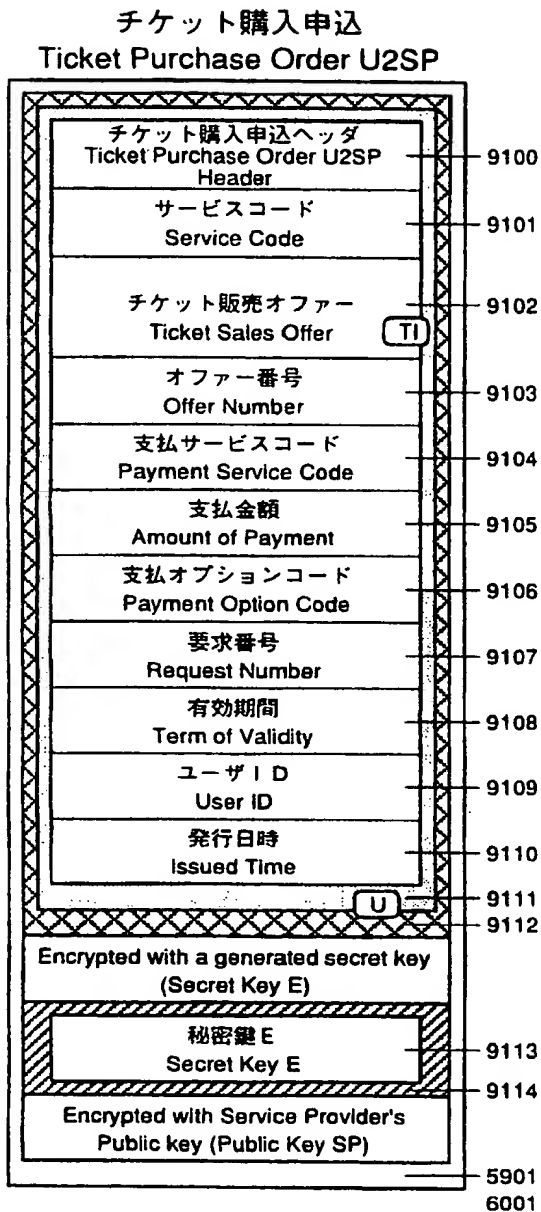 チケット購入申込
Ticket Purchase Order U2SP
チケット購入申込ヘッダ
Ticket Purchase Order U2SP
Header
9100
サービスコード
Service Code
9101
チケット販売オファー
Ticket Sales Offer
TI
9102
オファー番号
Offer Number
9103
支払サービスコード
Payment Service Code
9104
支払金額
Amount of Payment
9105
支払オプションコード
Payment Option Code
9106
要求番号
Request Number
9107
有効期間
Term of Validity
9108
ユーザID
User ID
9109
発行日時
Issued Time
9110
U
9111
9112
Encrypted with a generated secret key
(Secret Key E)
秘密鍵E
Secret Key E
9113
9114
Encrypted with Service Provider's
Public key (Public Key SP)
5901
6001